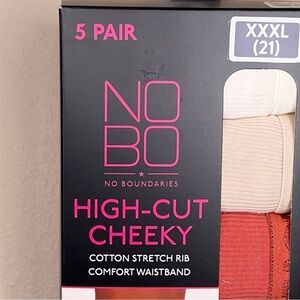 5 PAIR
XXXL
(21)
NO
BO
NO BOUNDARIES
HIGH-CUT
CHEEKY
COTTON STRETCH RIB
COMFORT WAISTBAND